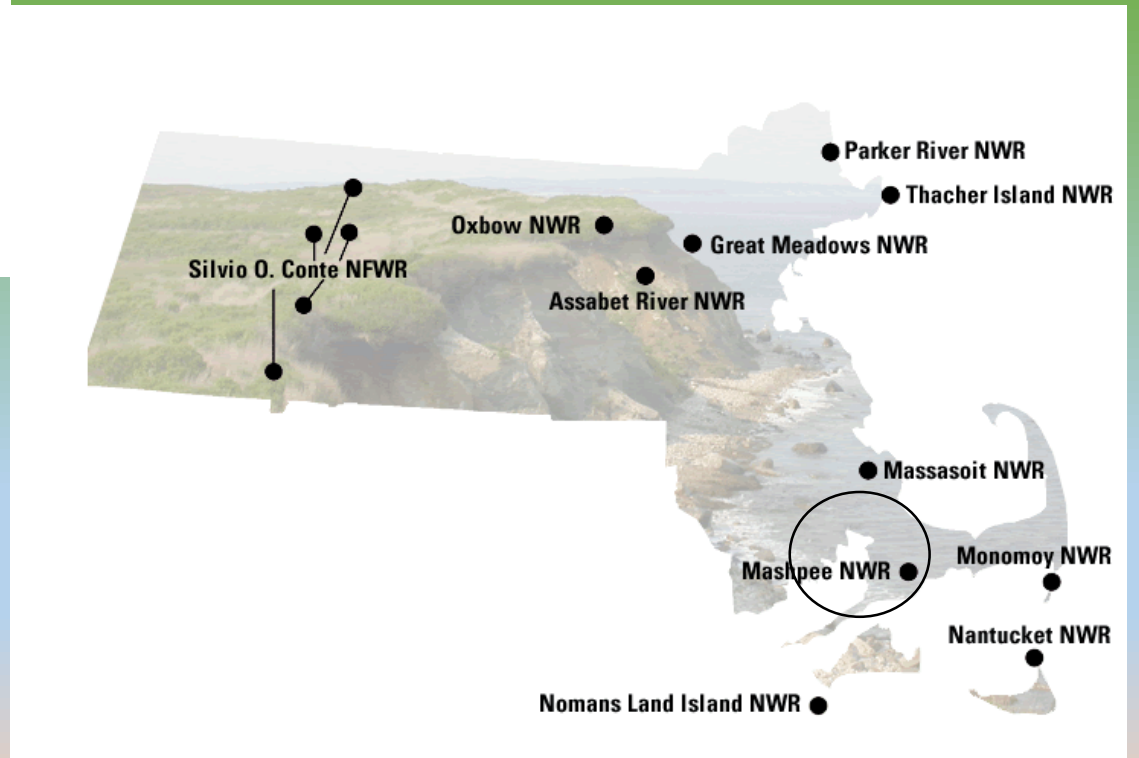 Parker River NWR
Thacher Island NWR
Oxbow NWR
Great Meadows NWR
Silvio O. Conte NFWR
Assabet River NWR
Massasoit NWR
Monomoy NWR
Mashpee NWR
Nantucket NWR
Nomans Land Island NWR